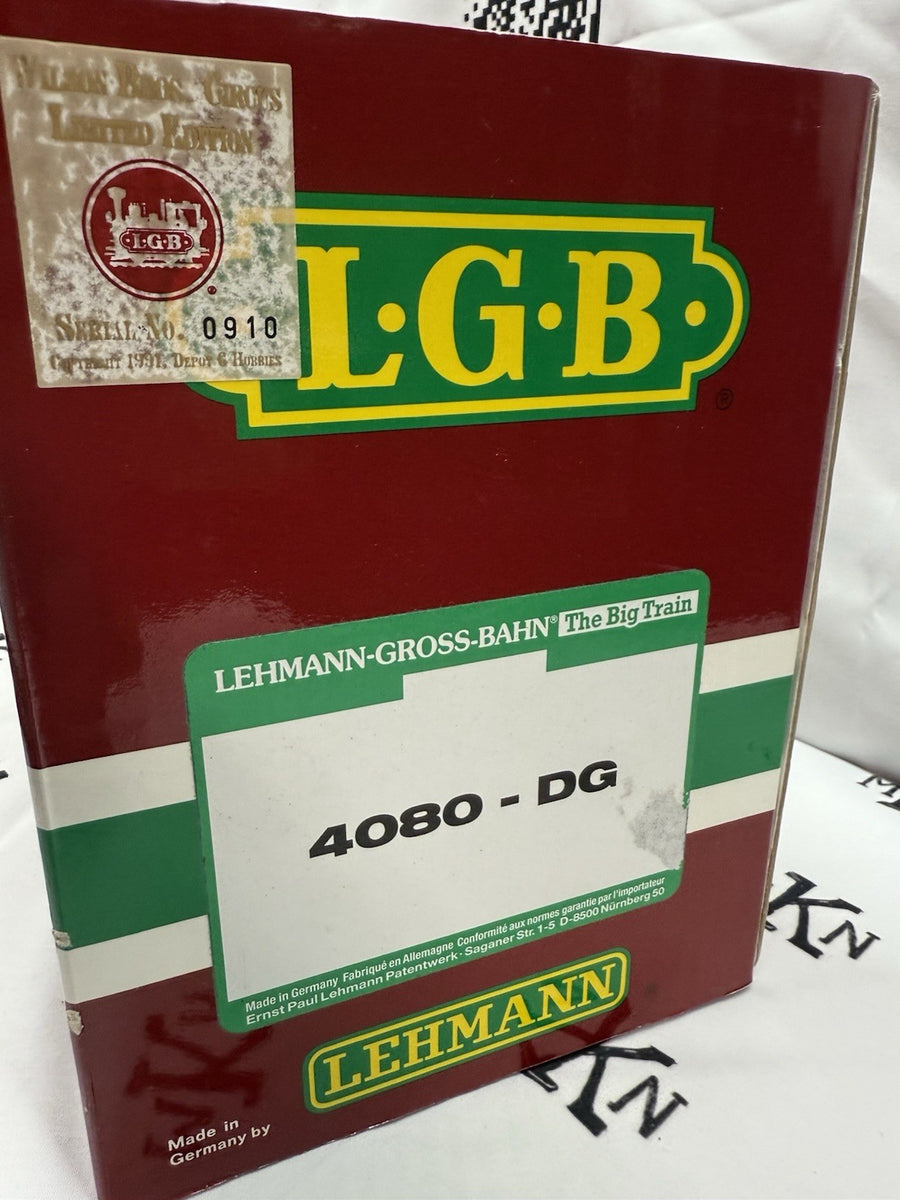 WILSON BROS. CIRCUS
LIMITED EDITION
L·G·B·
SERIAL NO. 0910
COPYRIGHT 1991, DEPOT G HOBBIES
L·G·B·
®
LEHMANN-GROSS-BAHN® The Big Train
4080 - DG
Made in Germany Fabriqué en Allemagne Conformité aux normes garantie par l'importateur
Ernst Paul Lehmann Patentwerk · Saganer Str. 1-5 D-8500 Nürnberg 50
LEHMANN
Made in
Germany by
KN
KN